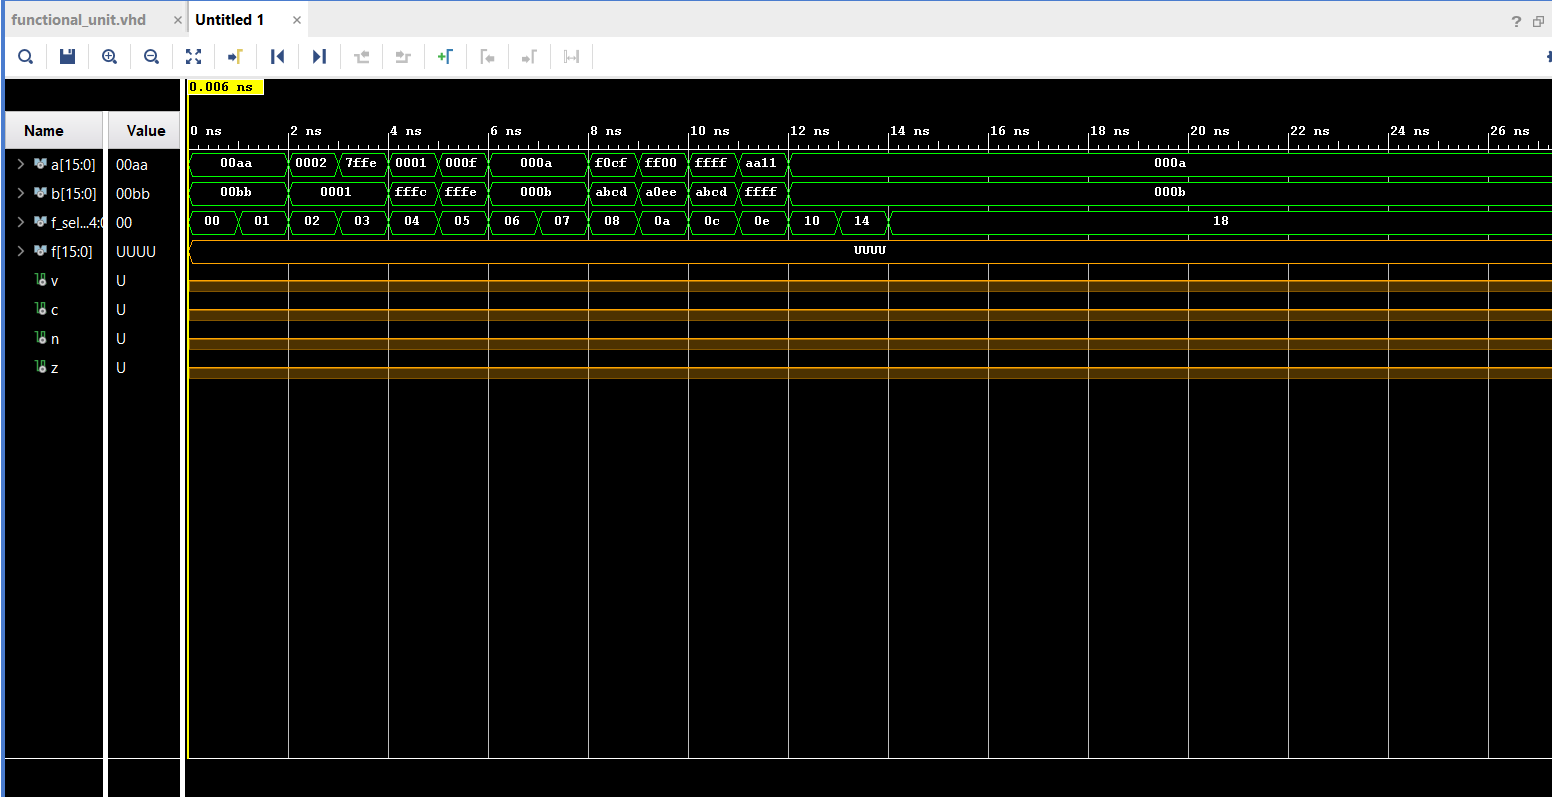 functional_unit.vhd × Untitled 1 ×
?
0.006 ns
Name Value
0 ns 2 ns 4 ns 6 ns 8 ns 10 ns 12 ns 14 ns 16 ns 18 ns 20 ns 22 ns 24 ns 26 ns
a[15:0] 00aa 00aa 0002 7ffe 0001 000f 000a f0cf ff00 ffff aa11 000a
b[15:0] 00bb 00bb 0001 fffc fffe 000b abcd a0ee abcd ffff 000b
f_sel...4:0 00 00 01 02 03 04 05 06 07 08 0a 0c 0e 10 14 18
f[15:0] UUUU UUUU
v U
c U
n U
z U